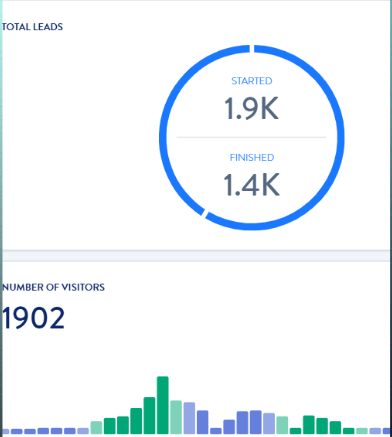 TOTAL LEADS
STARTED
1.9K
FINISHED
1.4K
NUMBER OF VISITORS
1902